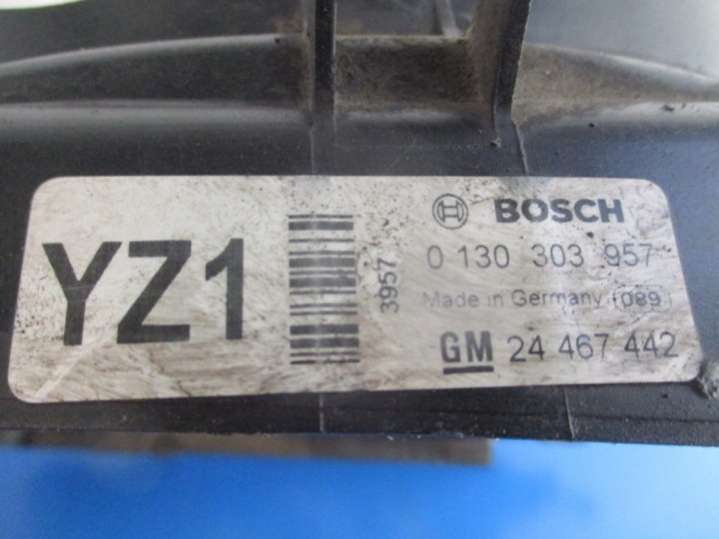 YZ1
3957
BOSCH
0 130 303 957
Made in Germany (089)
GM 24 467 442